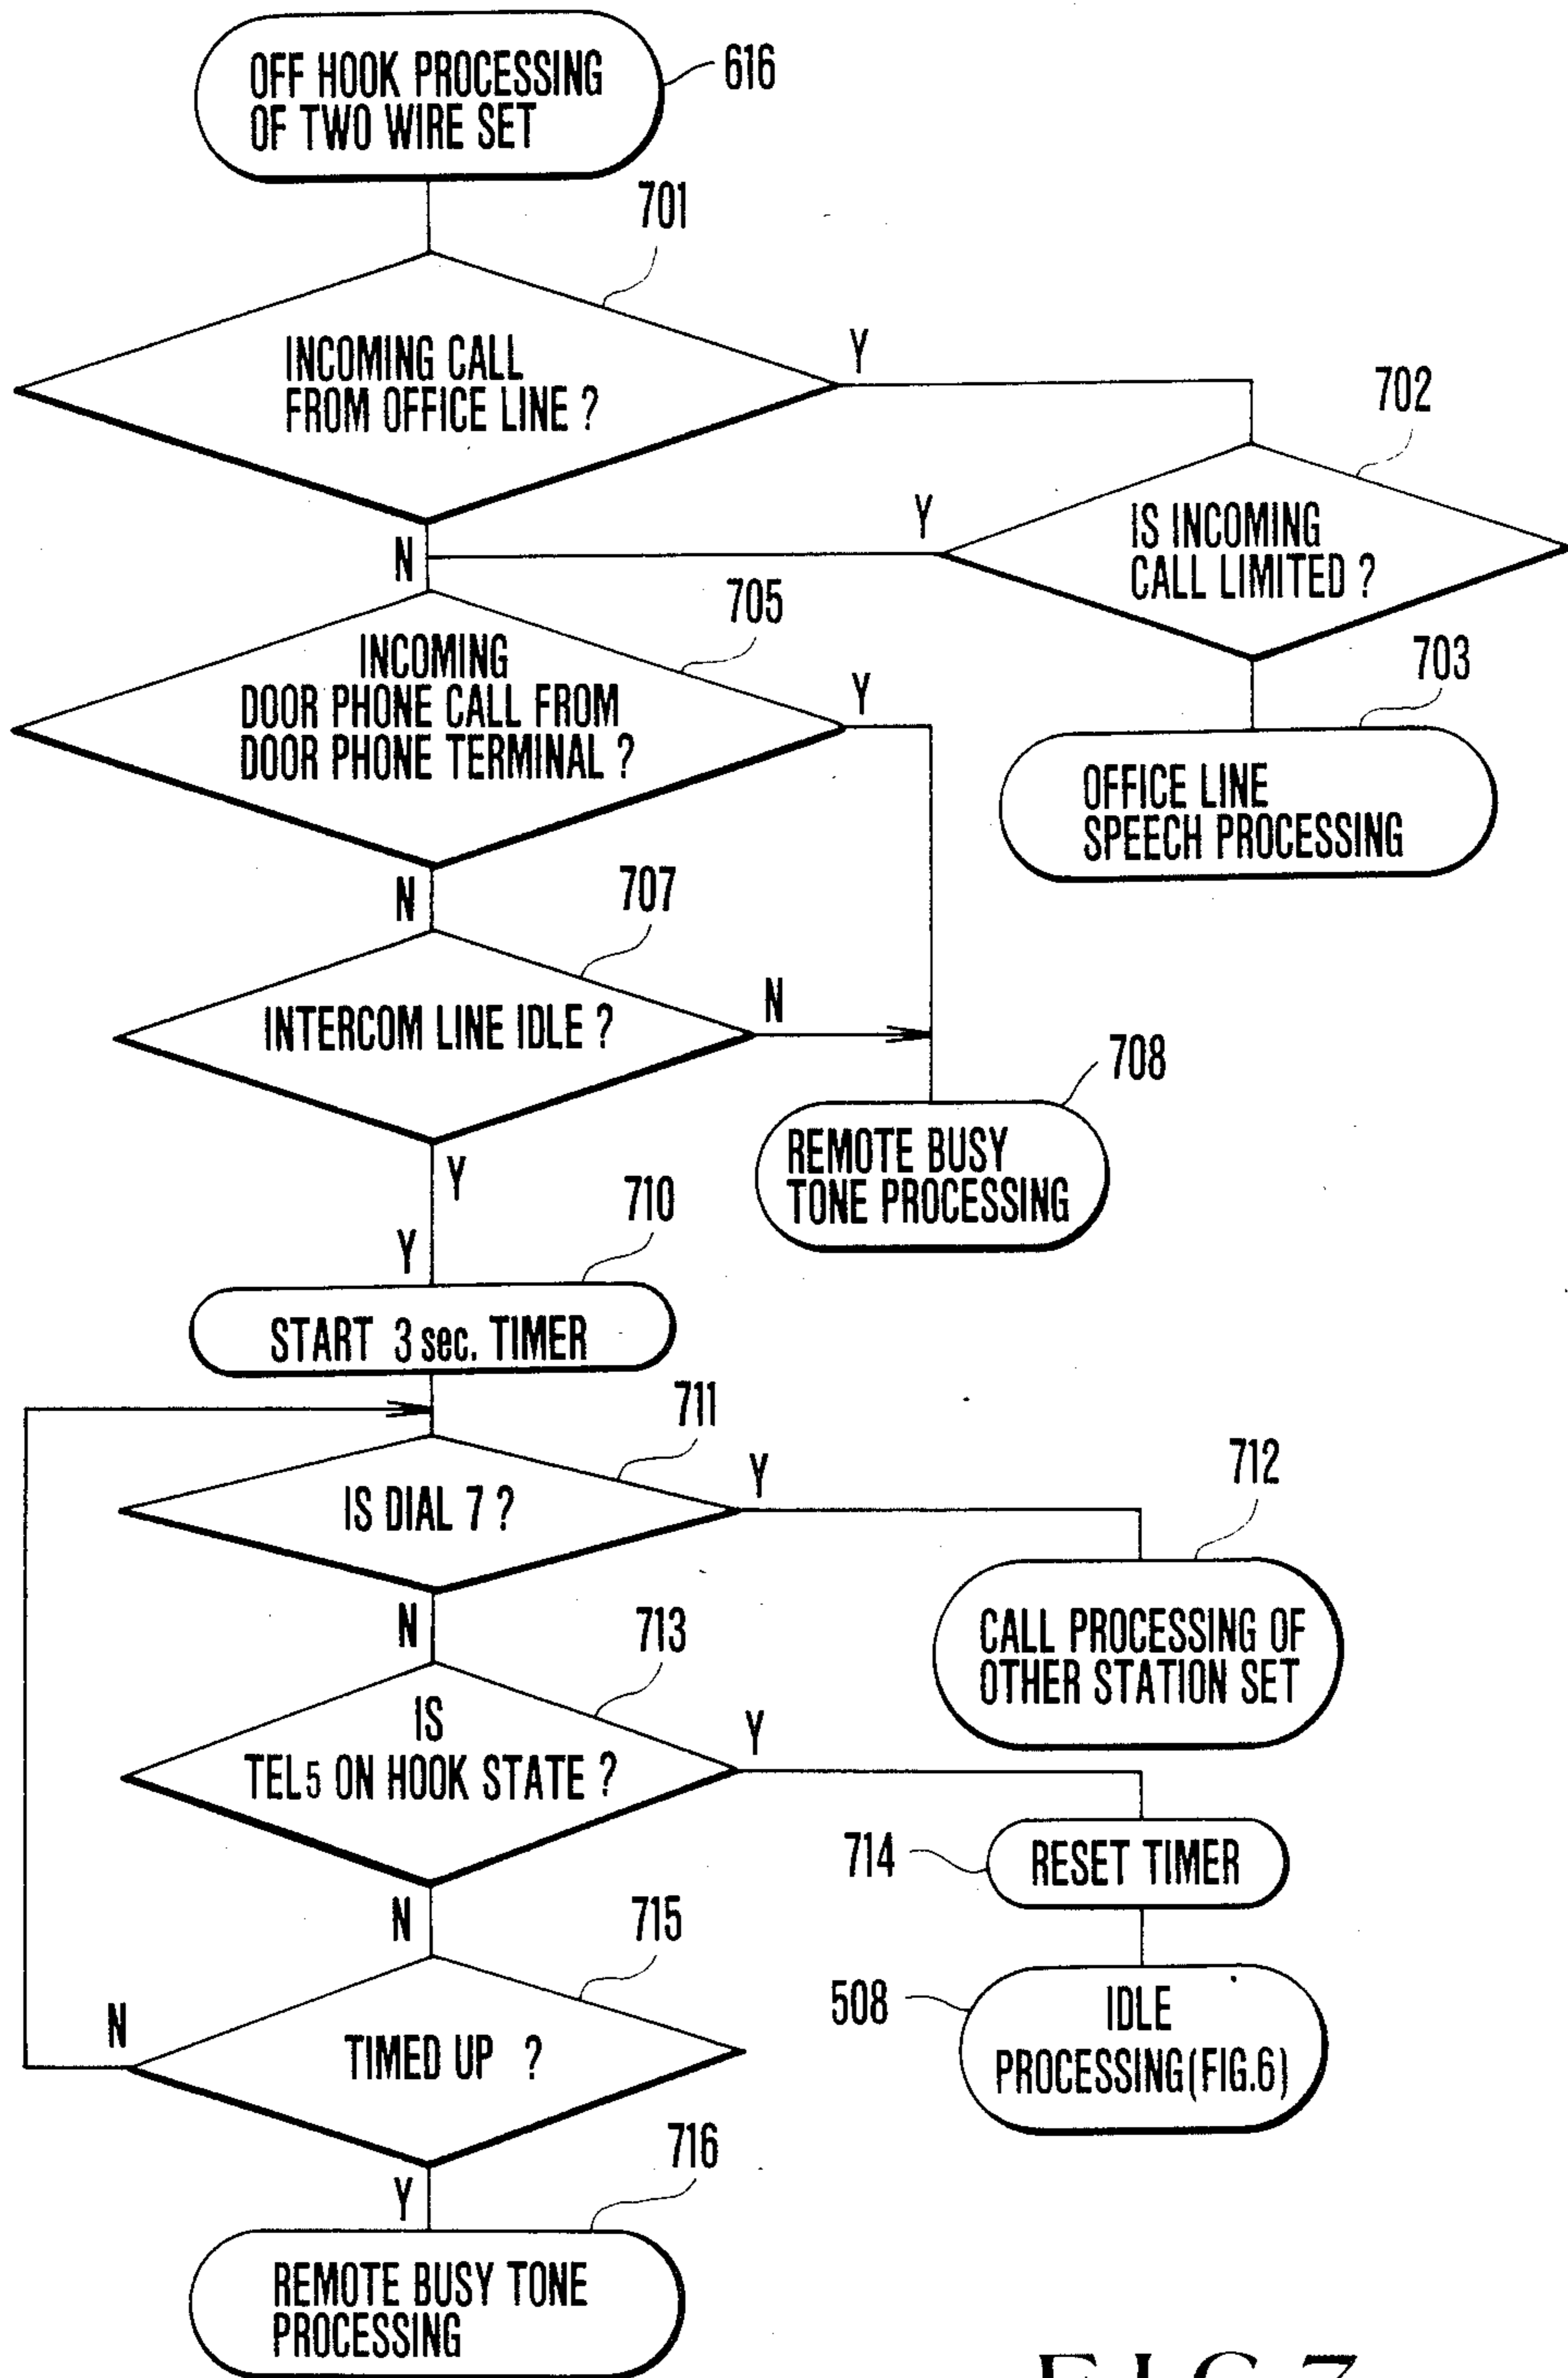 OFF HOOK PROCESSING
OF TWO WIRE SET
616
701
INCOMING CALL
FROM OFFICE LINE ?
Y
702
IS INCOMING
CALL LIMITED ?
Y
N
703
OFFICE LINE
SPEECH PROCESSING
705
INCOMING
DOOR PHONE CALL FROM
DOOR PHONE TERMINAL ?
Y
N
707
INTERCOM LINE IDLE ?
N
708
REMOTE BUSY
TONE PROCESSING
Y
Y
710
START 3 sec. TIMER
711
IS DIAL 7 ?
Y
712
CALL PROCESSING OF
OTHER STATION SET
N
713
IS
TEL5 ON HOOK STATE ?
Y
714
RESET TIMER
508
IDLE
PROCESSING(FIG.6)
N
715
TIMED UP ?
N
Y
716
REMOTE BUSY TONE
PROCESSING
FIG.7